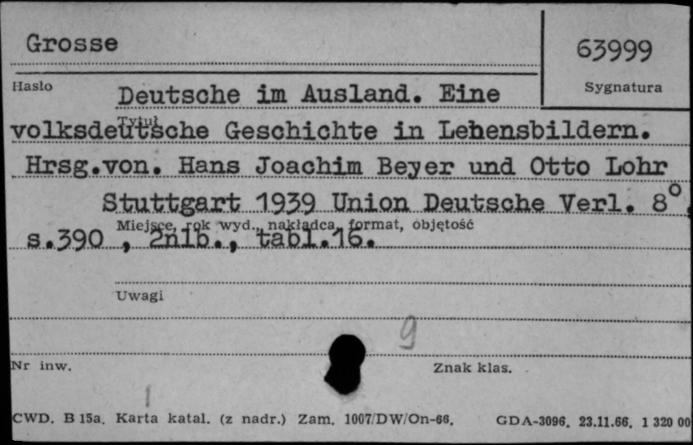 Grosse
63999
Hasło
Sygnatura
Deutsche im Ausland. Eine
Tytuł
volksdeutsche Geschichte in Lehensbildern.
Hrsg.von. Hans Joachim Beyer und Otto Lohr
Stuttgart 1939 Union Deutsche Verl. 8°
Miejsce, rok wyd., nakładca, format, objętość
s.390 , 2nlb., tabl.16.
Uwagi
9
Nr inw.
Znak klas.
1
CWD. B 15a. Karta katal. (z nadr.) Zam. 1007/DW/On-66. GDA-3096. 23.11.66. 1 320 00